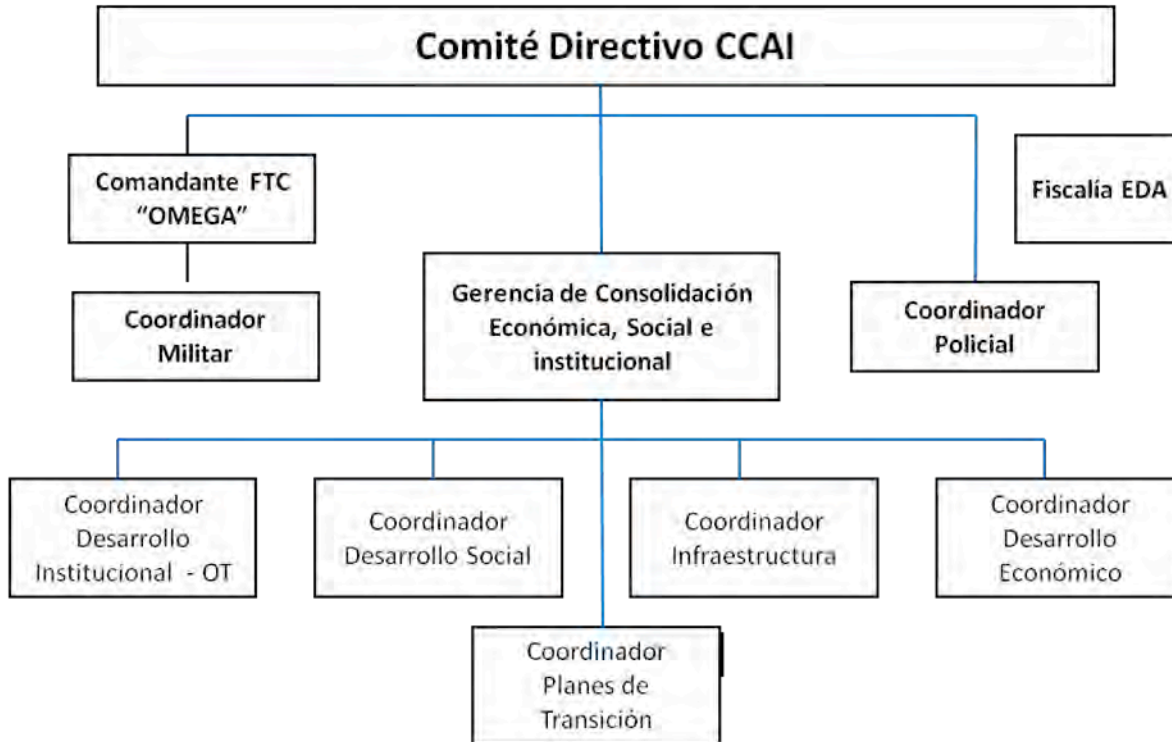 Comité Directivo CCAI
Comandante FTC
"OMEGA"
Fiscalía EDA
Gerencia de Consolidación
Económica, Social e
institucional
Coordinador
Militar
Coordinador
Policial
Coordinador
Desarrollo
Institucional - OT
Coordinador
Desarrollo Social
Coordinador
Infraestructura
Coordinador
Desarrollo
Económico
Coordinador
Planes de
Transición